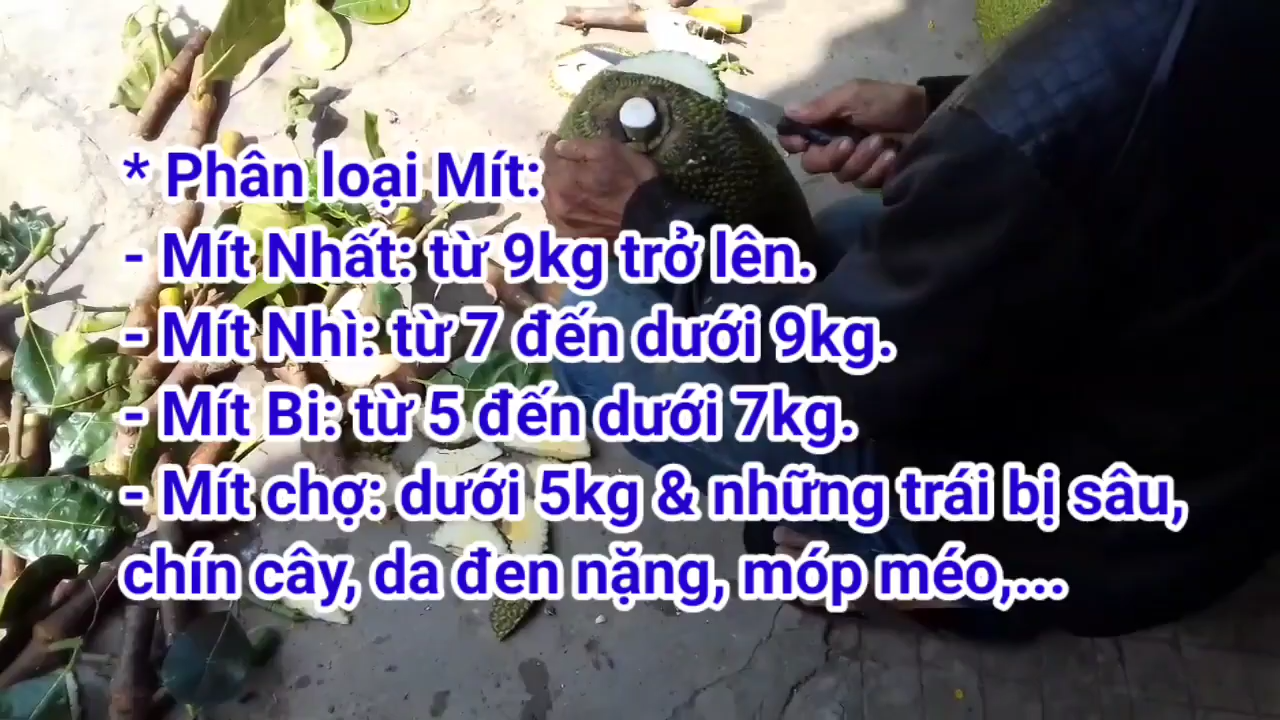 * Phân loại Mít:
- Mít Nhất: từ 9kg trở lên.
- Mít Nhì: từ 7 đến dưới 9kg.
- Mít Bi: từ 5 đến dưới 7kg.
- Mít chợ: dưới 5kg & những trái bị sâu,
chín cây, da đen nặng, móp méo,...